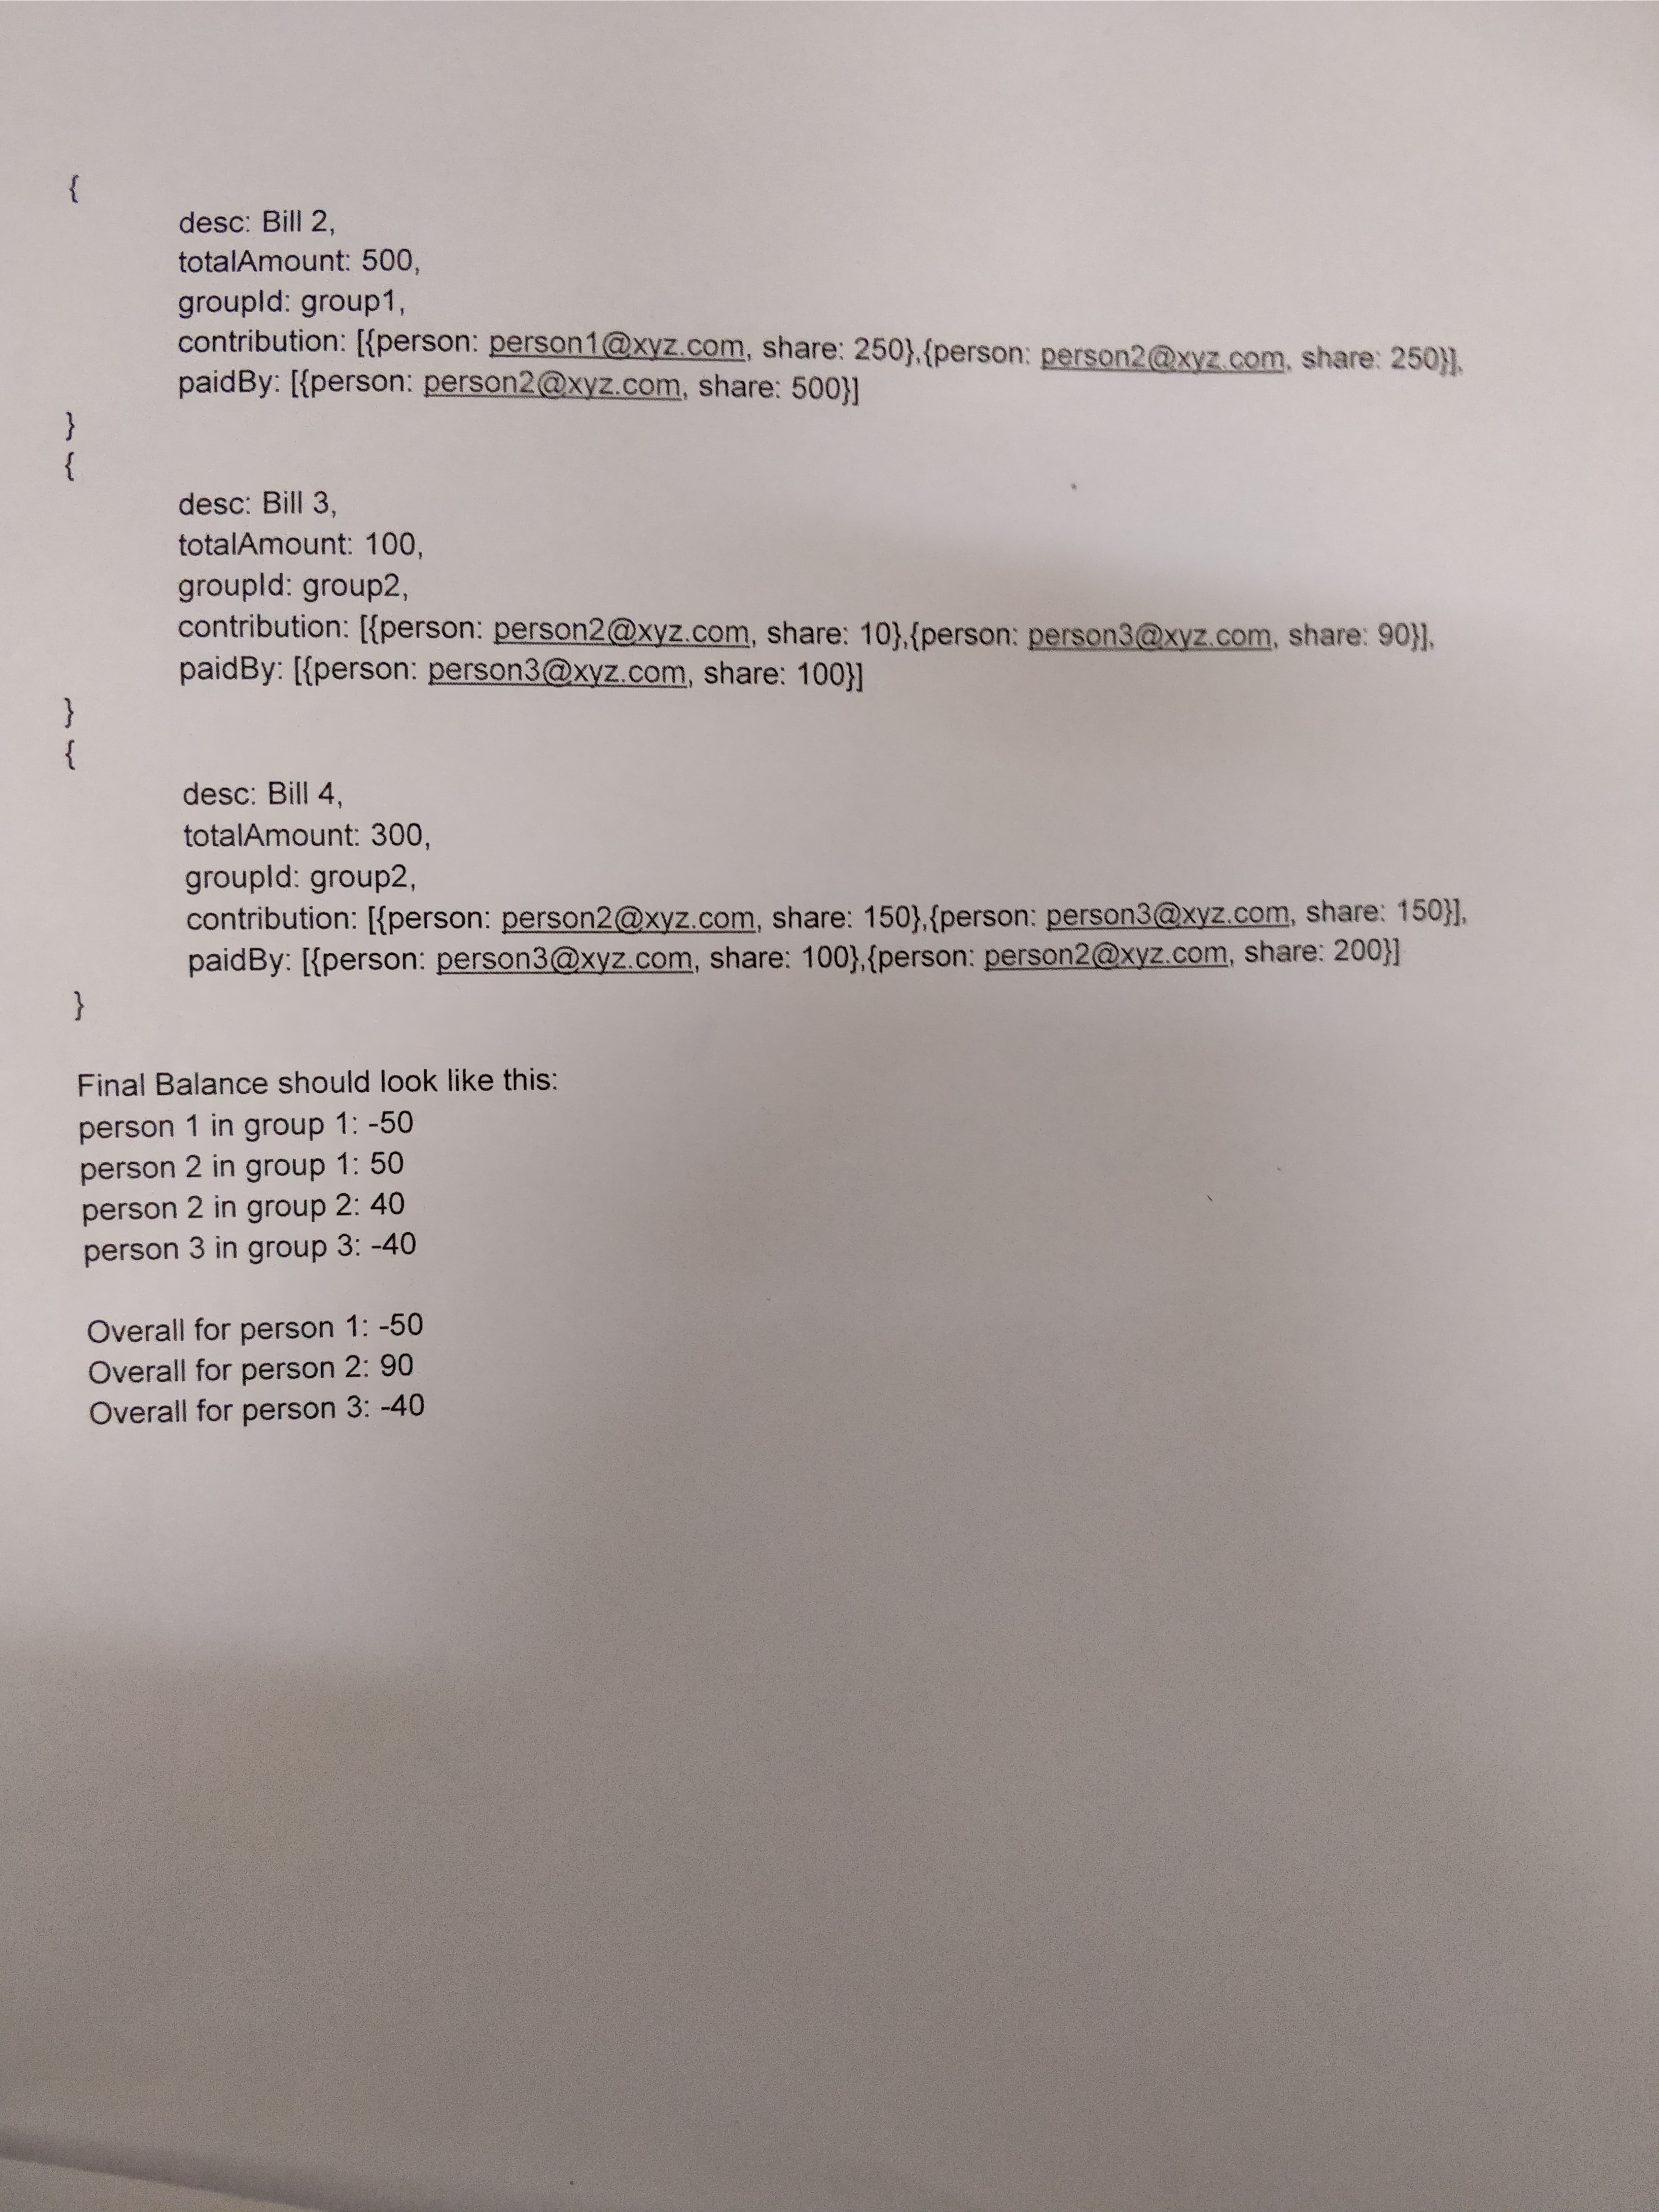 {
desc: Bill 2,
totalAmount: 500,
groupId: group1,
contribution: [{person: person1@xyz.com, share: 250},{person: person2@xyz.com, share: 250}],
paidBy: [{person: person2@xyz.com, share: 500}]
}
{
desc: Bill 3,
totalAmount: 100,
groupId: group2,
contribution: [{person: person2@xyz.com, share: 10},{person: person3@xyz.com, share: 90}],
paidBy: [{person: person3@xyz.com, share: 100}]
}
{
desc: Bill 4,
totalAmount: 300,
groupId: group2,
contribution: [{person: person2@xyz.com, share: 150},{person: person3@xyz.com, share: 150}],
paidBy: [{person: person3@xyz.com, share: 100},{person: person2@xyz.com, share: 200}]
}
Final Balance should look like this:
person 1 in group 1: -50
person 2 in group 1: 50
person 2 in group 2: 40
person 3 in group 3: -40
Overall for person 1: -50
Overall for person 2: 90
Overall for person 3: -40